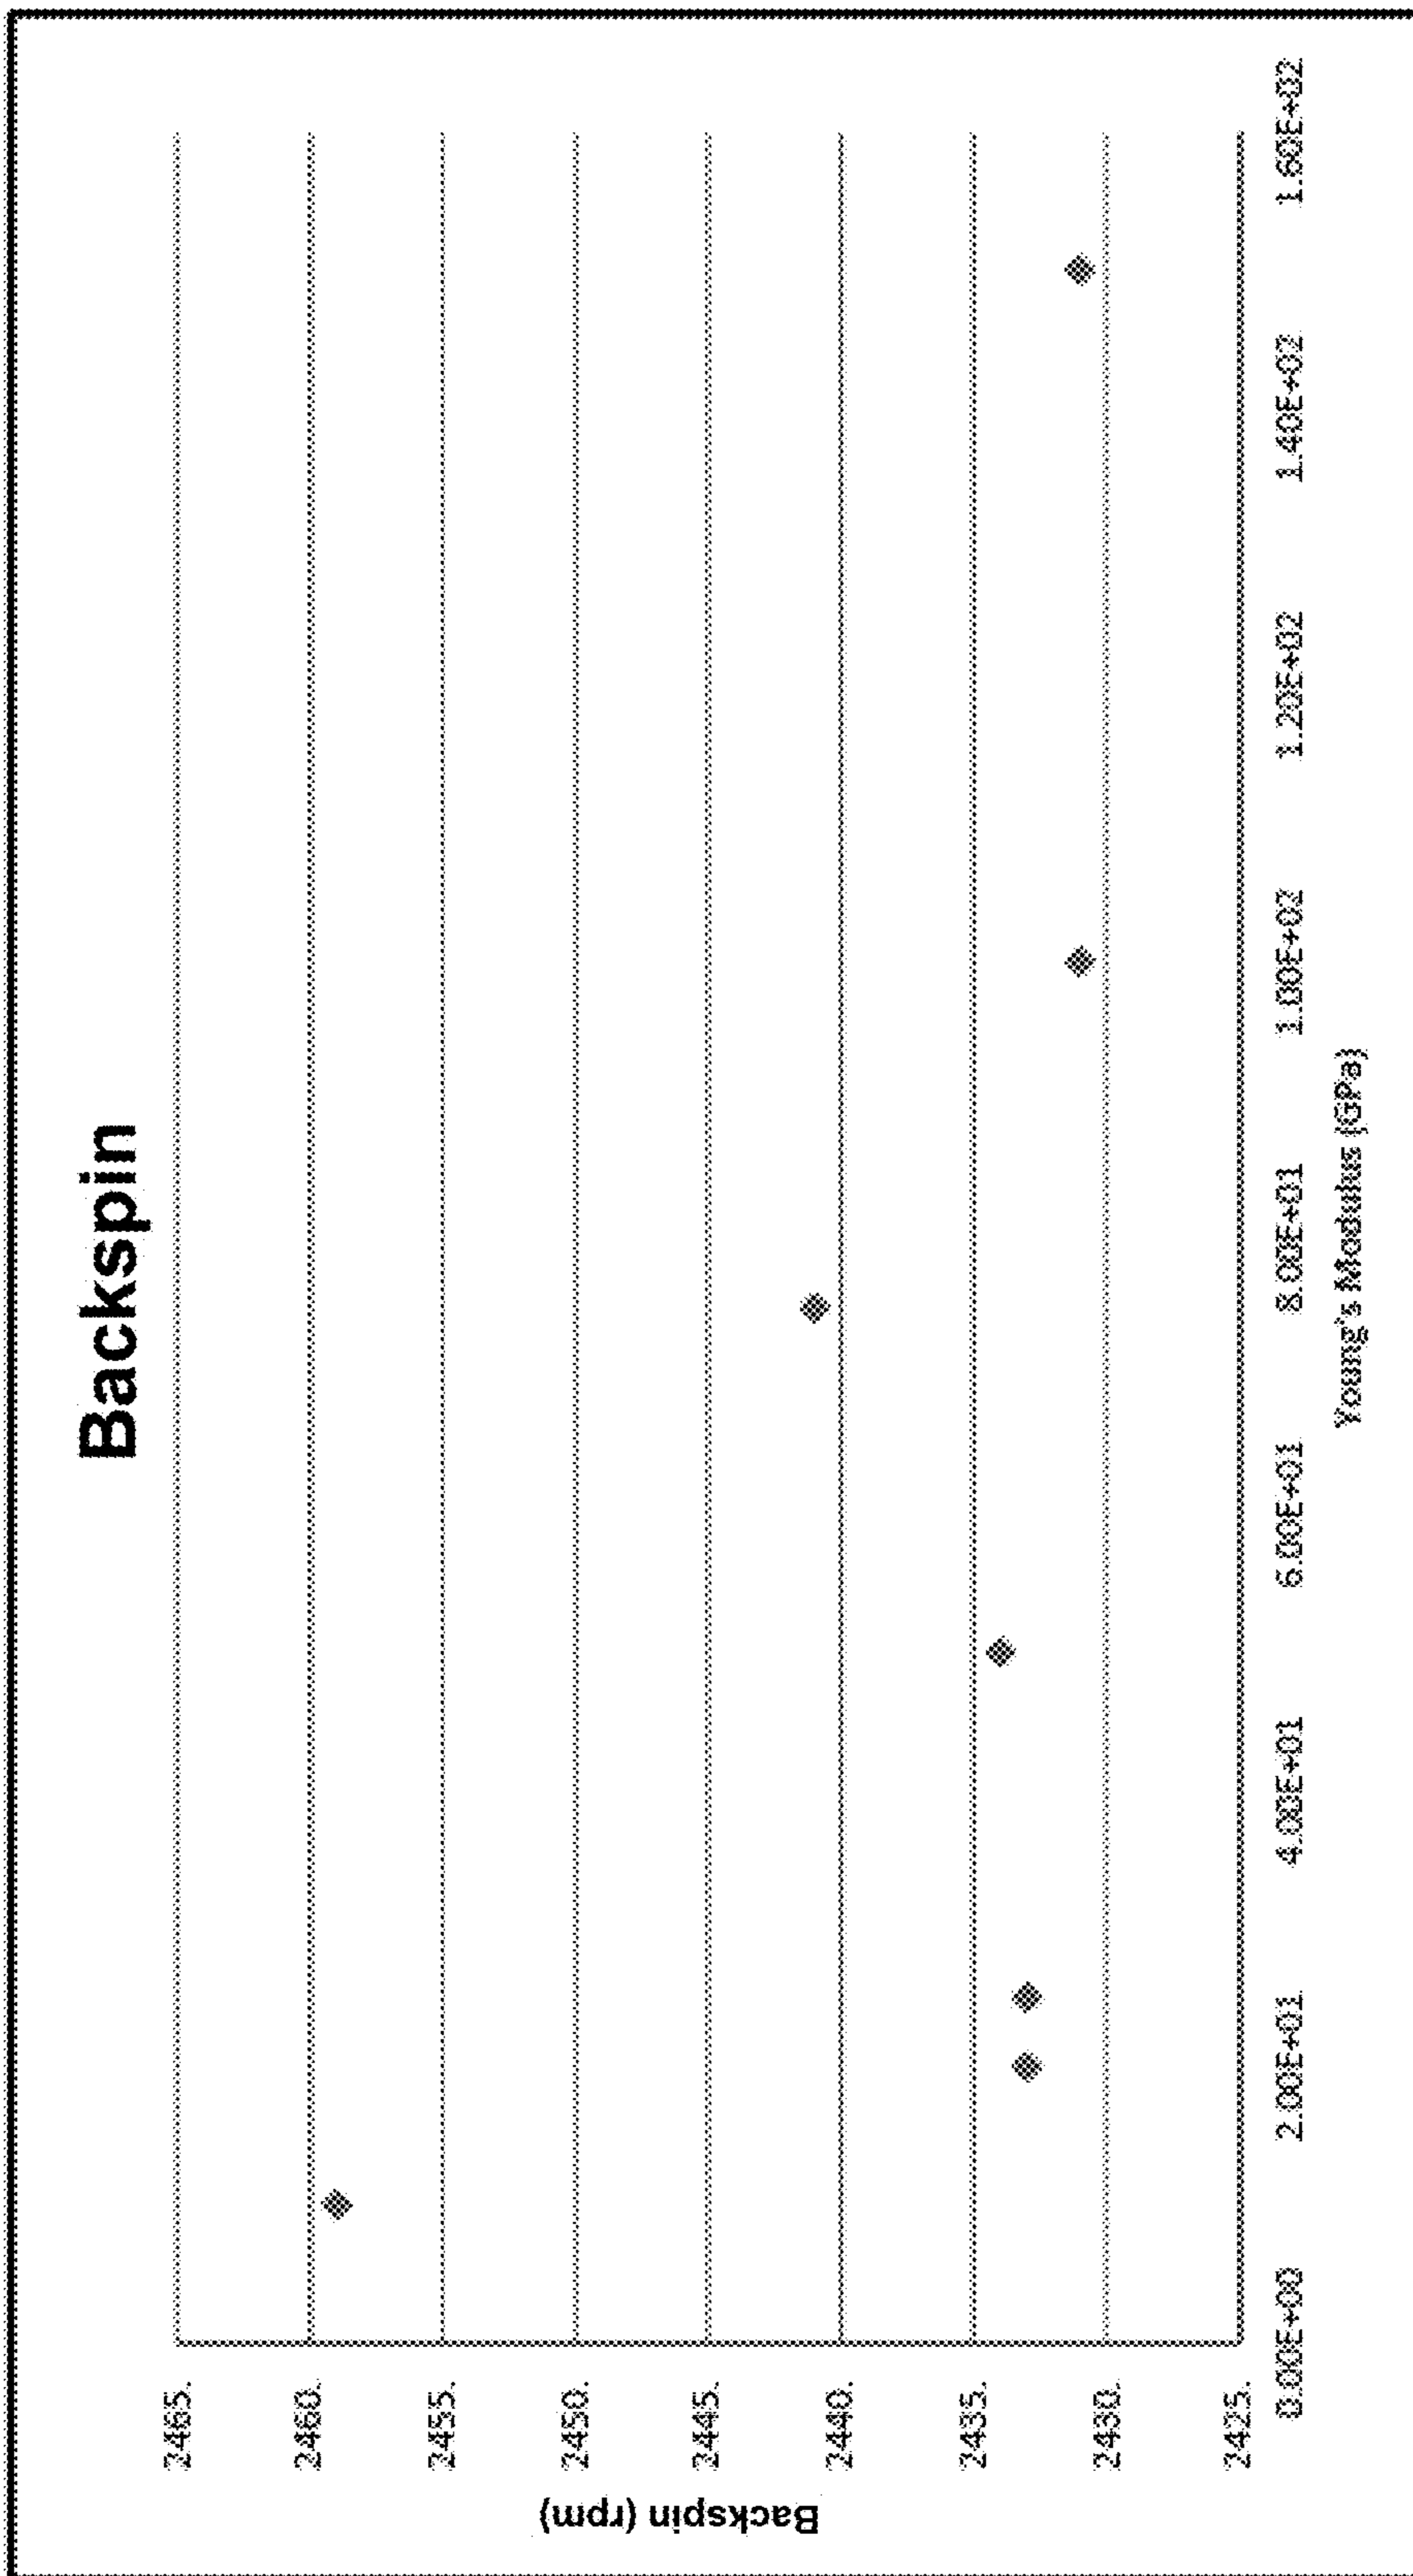 Backspin
Backspin (rpm)
2465.
2460.
2455.
2450.
2445.
2440.
2435.
2430.
2425.
0.00E+00
2.00E+01
4.00E+01
6.00E+01
8.00E+01
1.00E+02
1.20E+02
1.40E+02
1.60E+02
Young's Modulus (GPa)